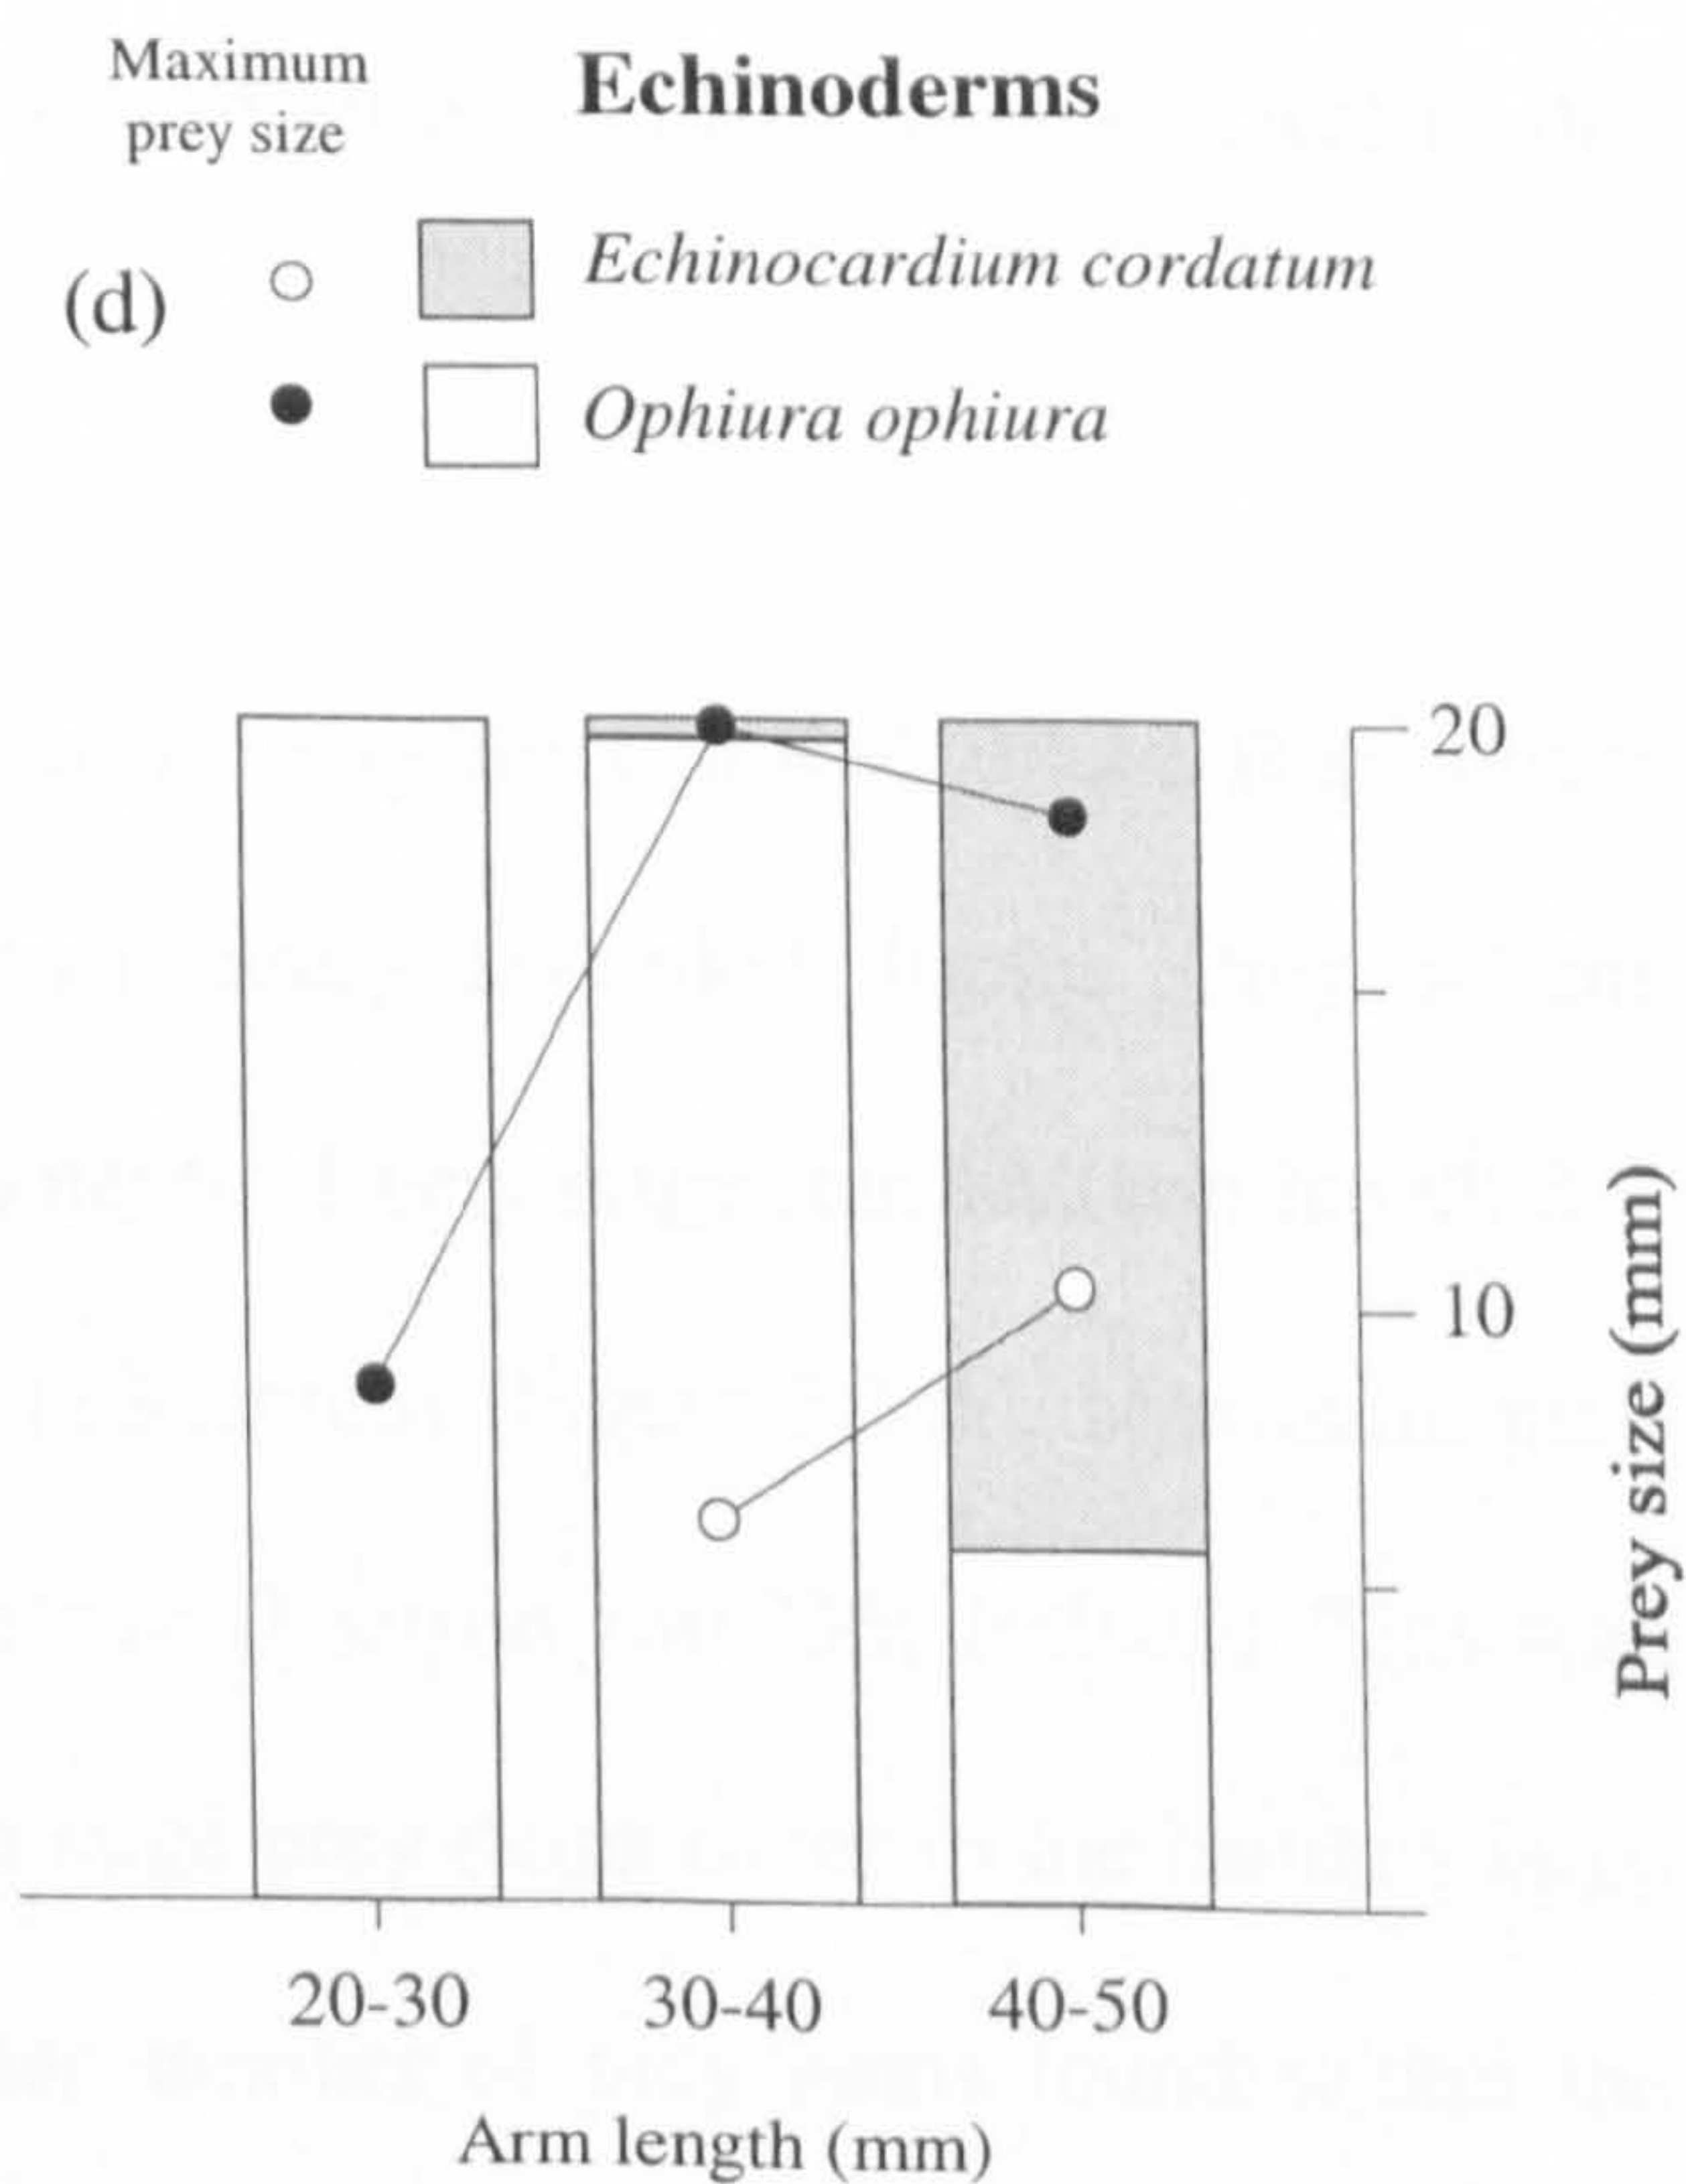 Maximum
prey size
Echinoderms
(d)
Echinocardium cordatum
Ophiura ophiura
20
10
Prey size (mm)
20-30
30-40
40-50
Arm length (mm)